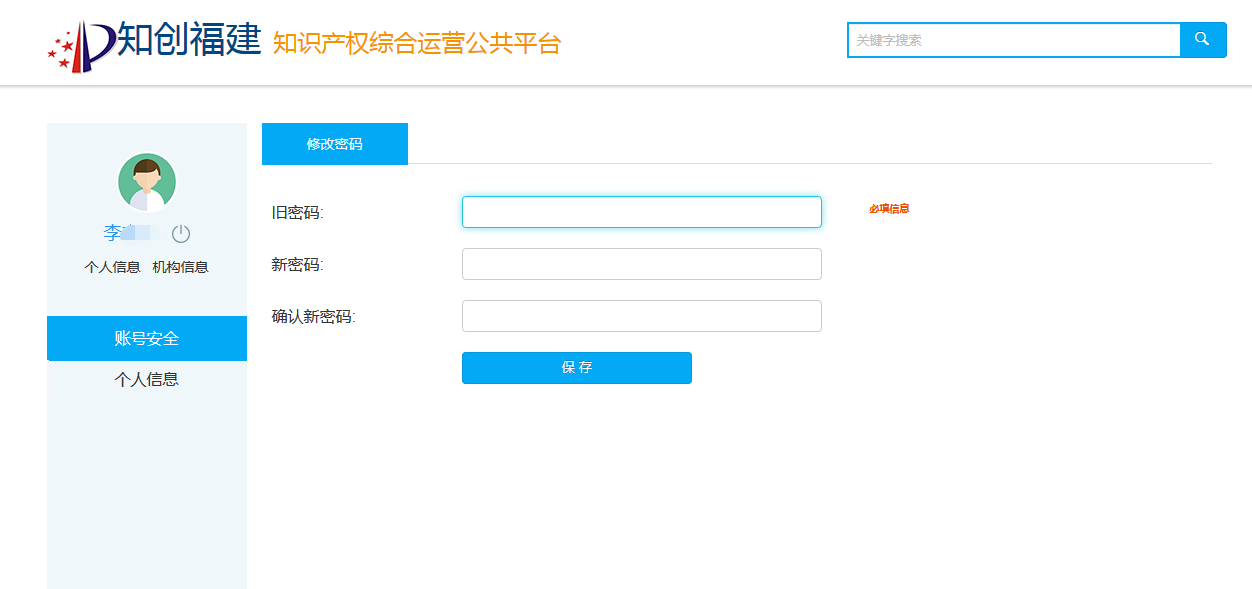 知创福建 知识产权综合运营公共平台
关键字搜索
修改密码
李
个人信息 机构信息
账号安全
个人信息
旧密码:
必填信息
新密码:
确认新密码:
保存